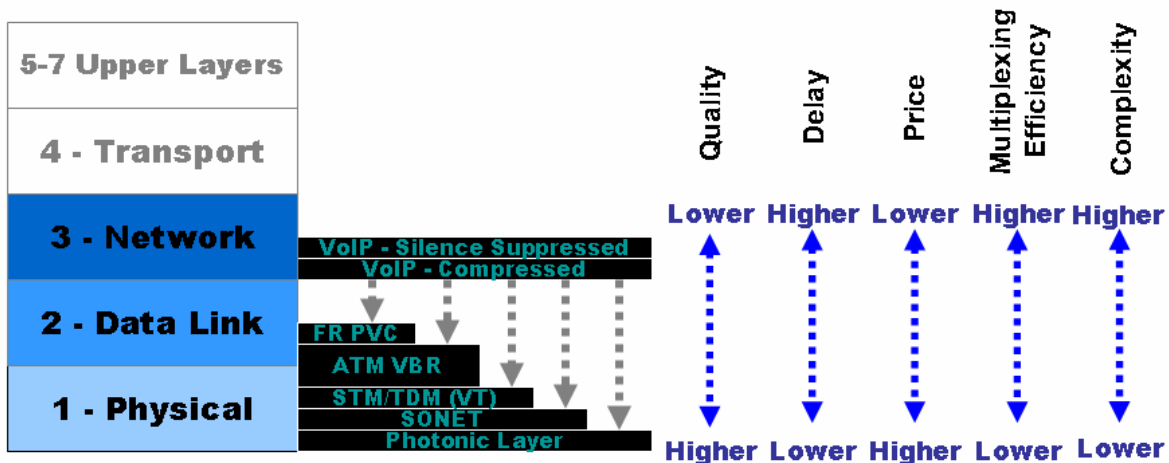 5-7 Upper Layers
4 - Transport
3 - Network
2 - Data Link
1 - Physical
VoIP - Silence Suppressed
VoIP - Compressed
FR PVC
ATM VBR
STM/TDM (VT)
SONET
Photonic Layer
Quality
Delay
Price
Multiplexing
Efficiency
Complexity
Lower Higher Lower Higher Higher
Higher Lower Higher Lower Lower